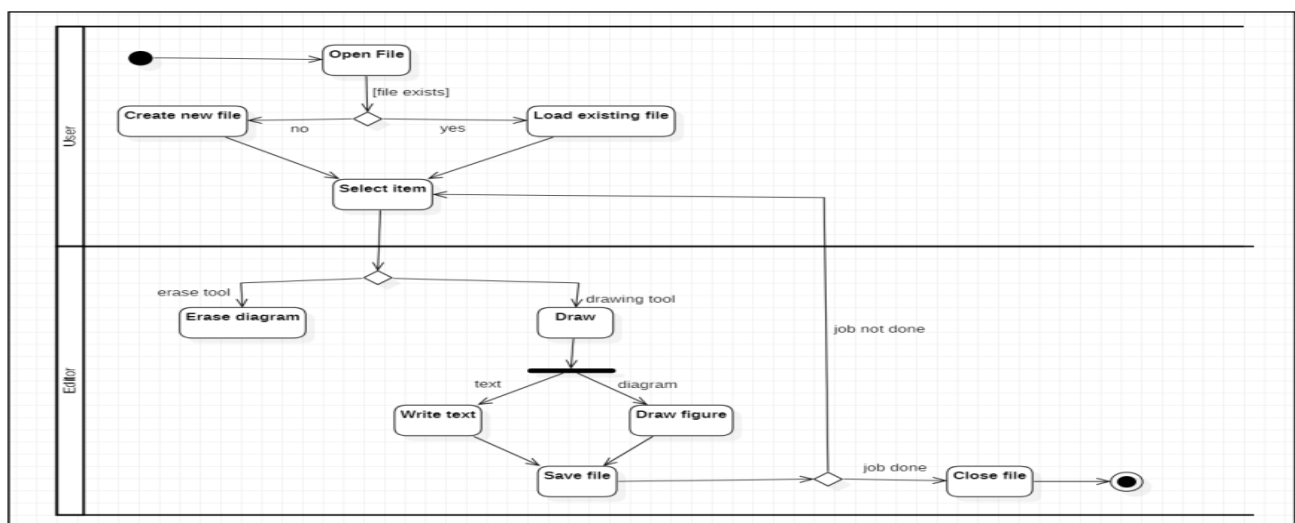 Open File
[file exists]
Create new file
no
yes
Load existing file
User
Select item
erase tool
drawing tool
Erase diagram
Draw
job not done
Editor
text
diagram
Write text
Draw figure
job done
Save file
Close file